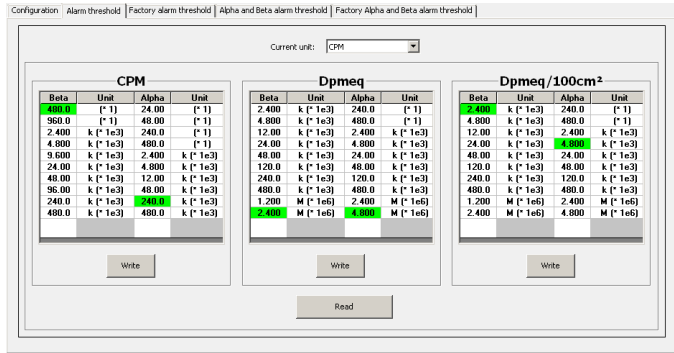 Configuration Alarm threshold Factory alarm threshold Alpha and Beta alarm threshold Factory Alpha and Beta alarm threshold
Current unit: CPM
CPM
Beta Unit Alpha Unit
480.0 (* 1) 24.00 (* 1)
960.0 (* 1) 48.00 (* 1)
2.400 k (* 1e3) 240.0 (* 1)
4.800 k (* 1e3) 480.0 (* 1)
9.600 k (* 1e3) 2.400 k (* 1e3)
24.00 k (* 1e3) 4.800 k (* 1e3)
48.00 k (* 1e3) 12.00 k (* 1e3)
96.00 k (* 1e3) 48.00 k (* 1e3)
240.0 k (* 1e3) 240.0 k (* 1e3)
480.0 k (* 1e3) 480.0 k (* 1e3)
Write
Dpmeq
Beta Unit Alpha Unit
2.400 k (* 1e3) 240.0 (* 1)
4.800 k (* 1e3) 480.0 (* 1)
12.00 k (* 1e3) 2.400 k (* 1e3)
24.00 k (* 1e3) 4.800 k (* 1e3)
48.00 k (* 1e3) 24.00 k (* 1e3)
120.0 k (* 1e3) 48.00 k (* 1e3)
240.0 k (* 1e3) 120.0 k (* 1e3)
480.0 k (* 1e3) 480.0 k (* 1e3)
1.200 M (* 1e6) 2.400 M (* 1e6)
2.400 M (* 1e6) 4.800 M (* 1e6)
Write
Dpmeq/100cm²
Beta Unit Alpha Unit
2.400 k (* 1e3) 240.0 (* 1)
4.800 k (* 1e3) 480.0 (* 1)
12.00 k (* 1e3) 2.400 k (* 1e3)
24.00 k (* 1e3) 4.800 k (* 1e3)
48.00 k (* 1e3) 24.00 k (* 1e3)
120.0 k (* 1e3) 48.00 k (* 1e3)
240.0 k (* 1e3) 120.0 k (* 1e3)
480.0 k (* 1e3) 480.0 k (* 1e3)
1.200 M (* 1e6) 2.400 M (* 1e6)
2.400 M (* 1e6) 4.800 M (* 1e6)
Write
Read